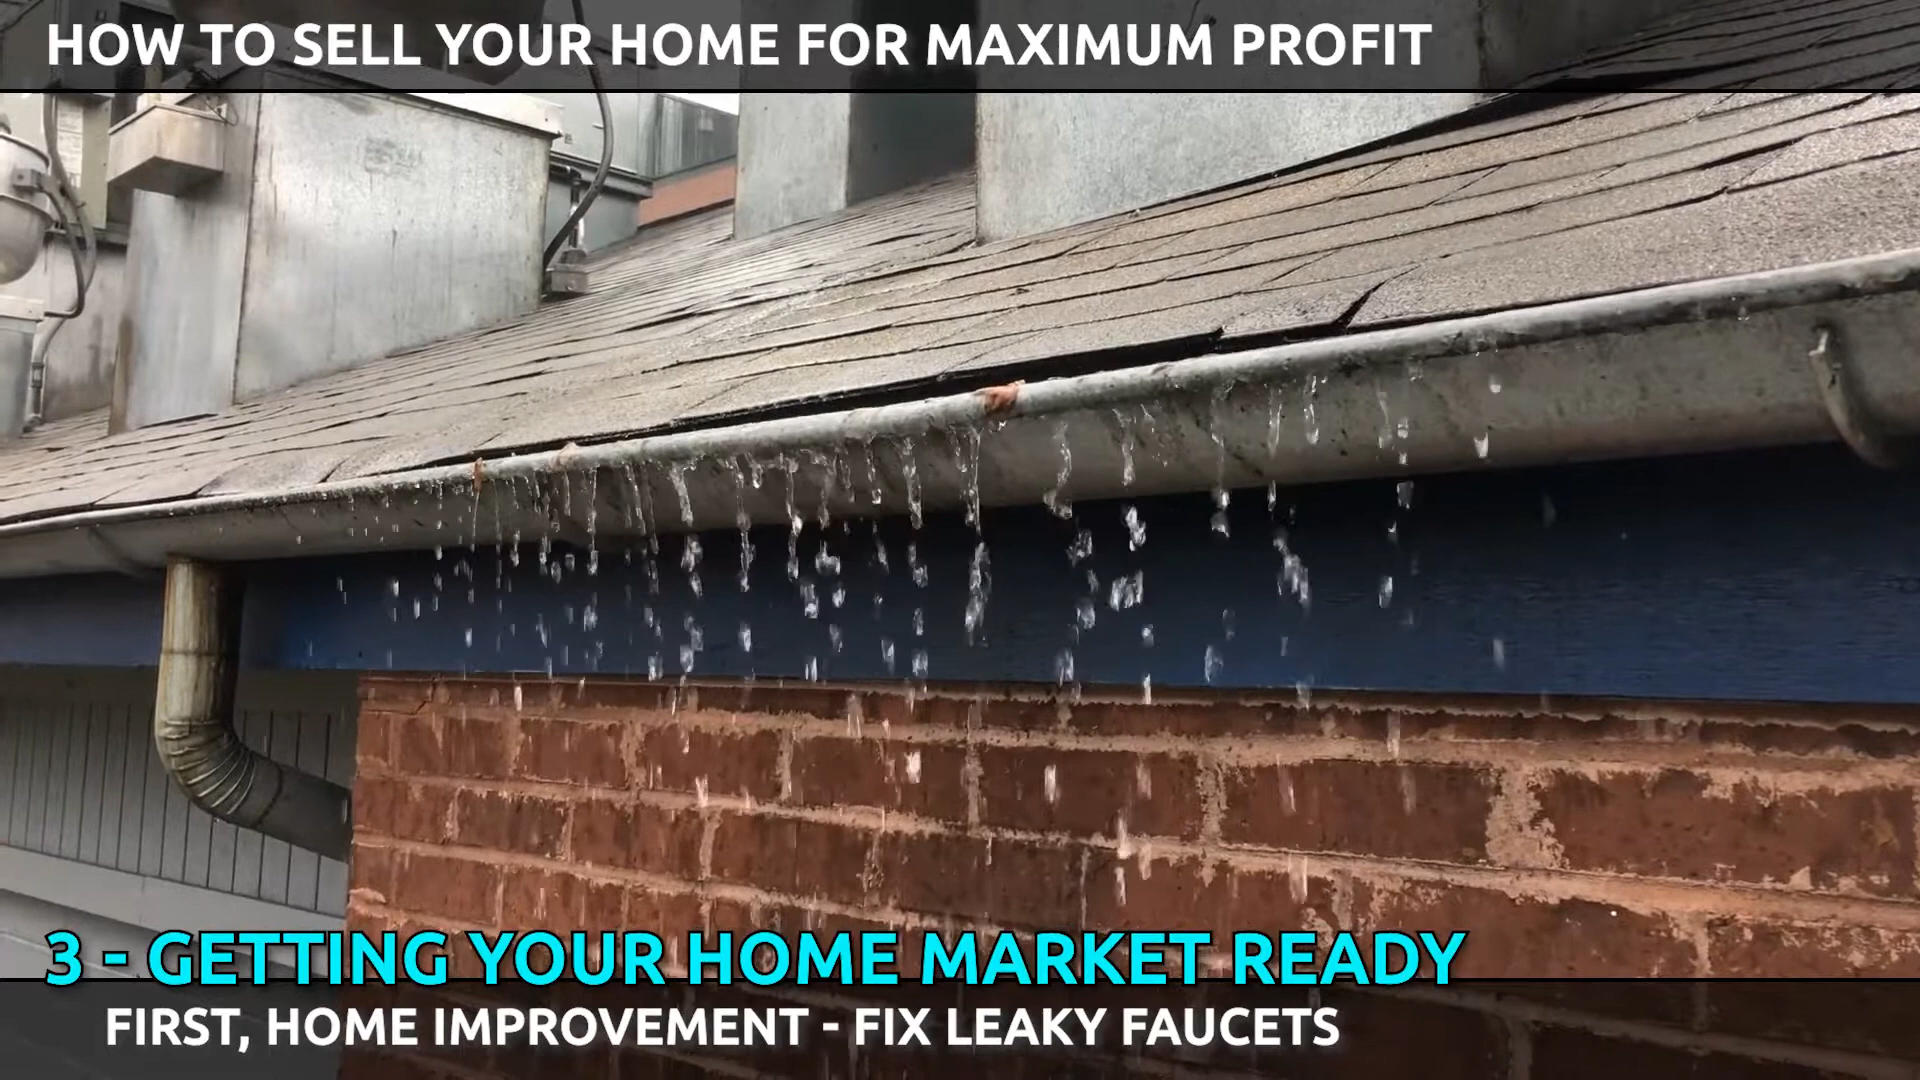 HOW TO SELL YOUR HOME FOR MAXIMUM PROFIT
3 - GETTING YOUR HOME MARKET READY
FIRST, HOME IMPROVEMENT - FIX LEAKY FAUCETS